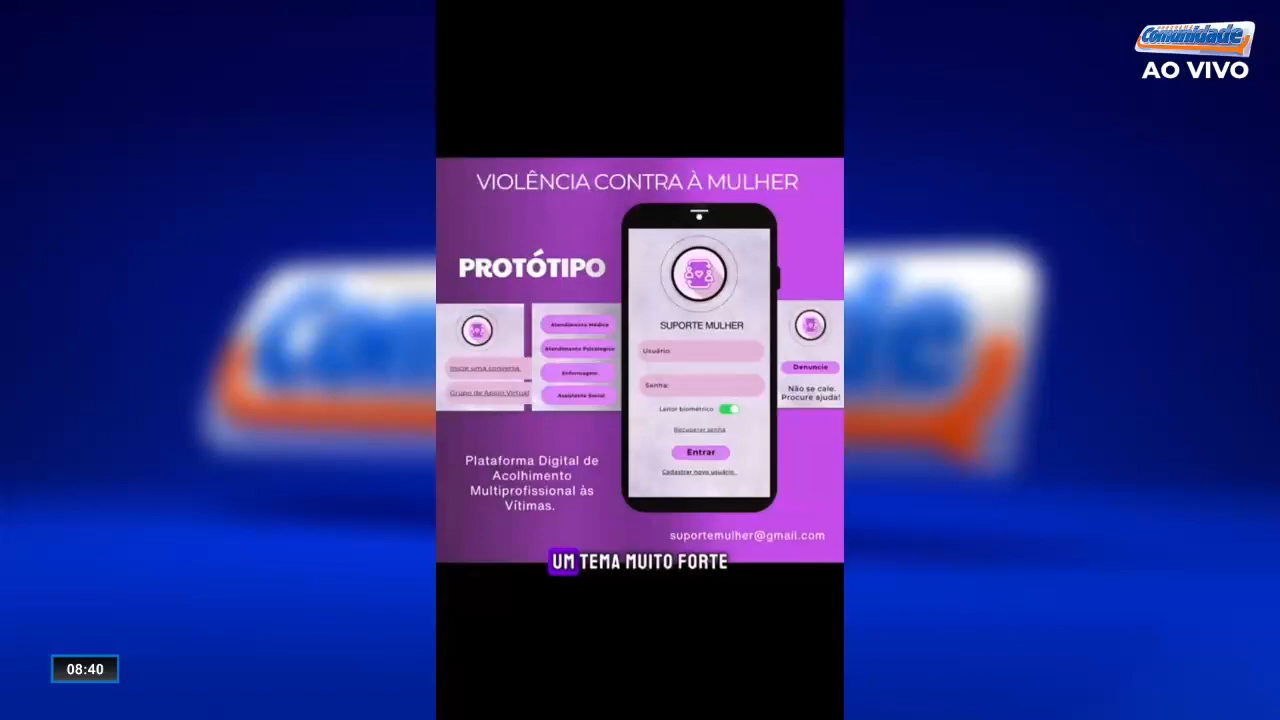 PROGRAMA
Comunidade
AO VIVO
VIOLÊNCIA CONTRA À MULHER
PROTÓTIPO
Inicie uma conversa
Grupo de Apoio Virtual
Atendimento Médico
Atendimento Psicológico
Enfermagem
Assistente Social
SUPORTE MULHER
Usuário:
Senha:
Leitor biométrico
Recuperar senha
Entrar
Cadastrar novo usuário
Denuncie
Não se cale.
Procure ajuda!
Plataforma Digital de
Acolhimento
Multiprofissional às
Vítimas.
suportemulher@gmail.com
UM TEMA MUITO FORTE
08:40